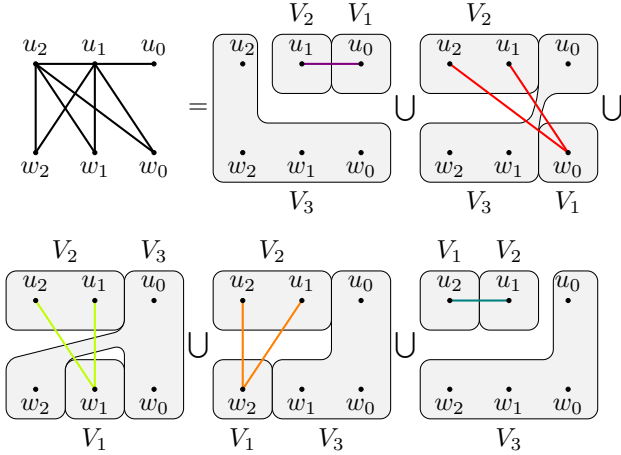 V₂ V₁ V₂
u₂ u₁ u₀ u₂ u₁ u₀ u₂ u₁ u₀
= ∪ ∪
w₂ w₁ w₀ w₂ w₁ w₀ w₂ w₁ w₀
V₃ V₃ V₁
V₂ V₃ V₂ V₁ V₂
u₂ u₁ u₀ u₂ u₁ u₀ u₂ u₁ u₀
∪ ∪
w₂ w₁ w₀ w₂ w₁ w₀ w₂ w₁ w₀
V₁ V₁ V₃ V₃